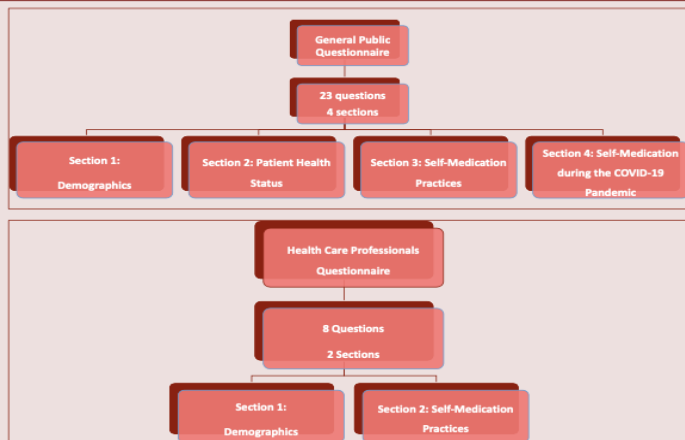 General Public
Questionnaire
23 questions
4 sections
Section 1:
Demographics
Section 2: Patient Health
Status
Section 3: Self-Medication
Practices
Section 4: Self-Medication
during the COVID-19
Pandemic
Health Care Professionals
Questionnaire
8 Questions
2 Sections
Section 1:
Demographics
Section 2: Self-Medication
Practices